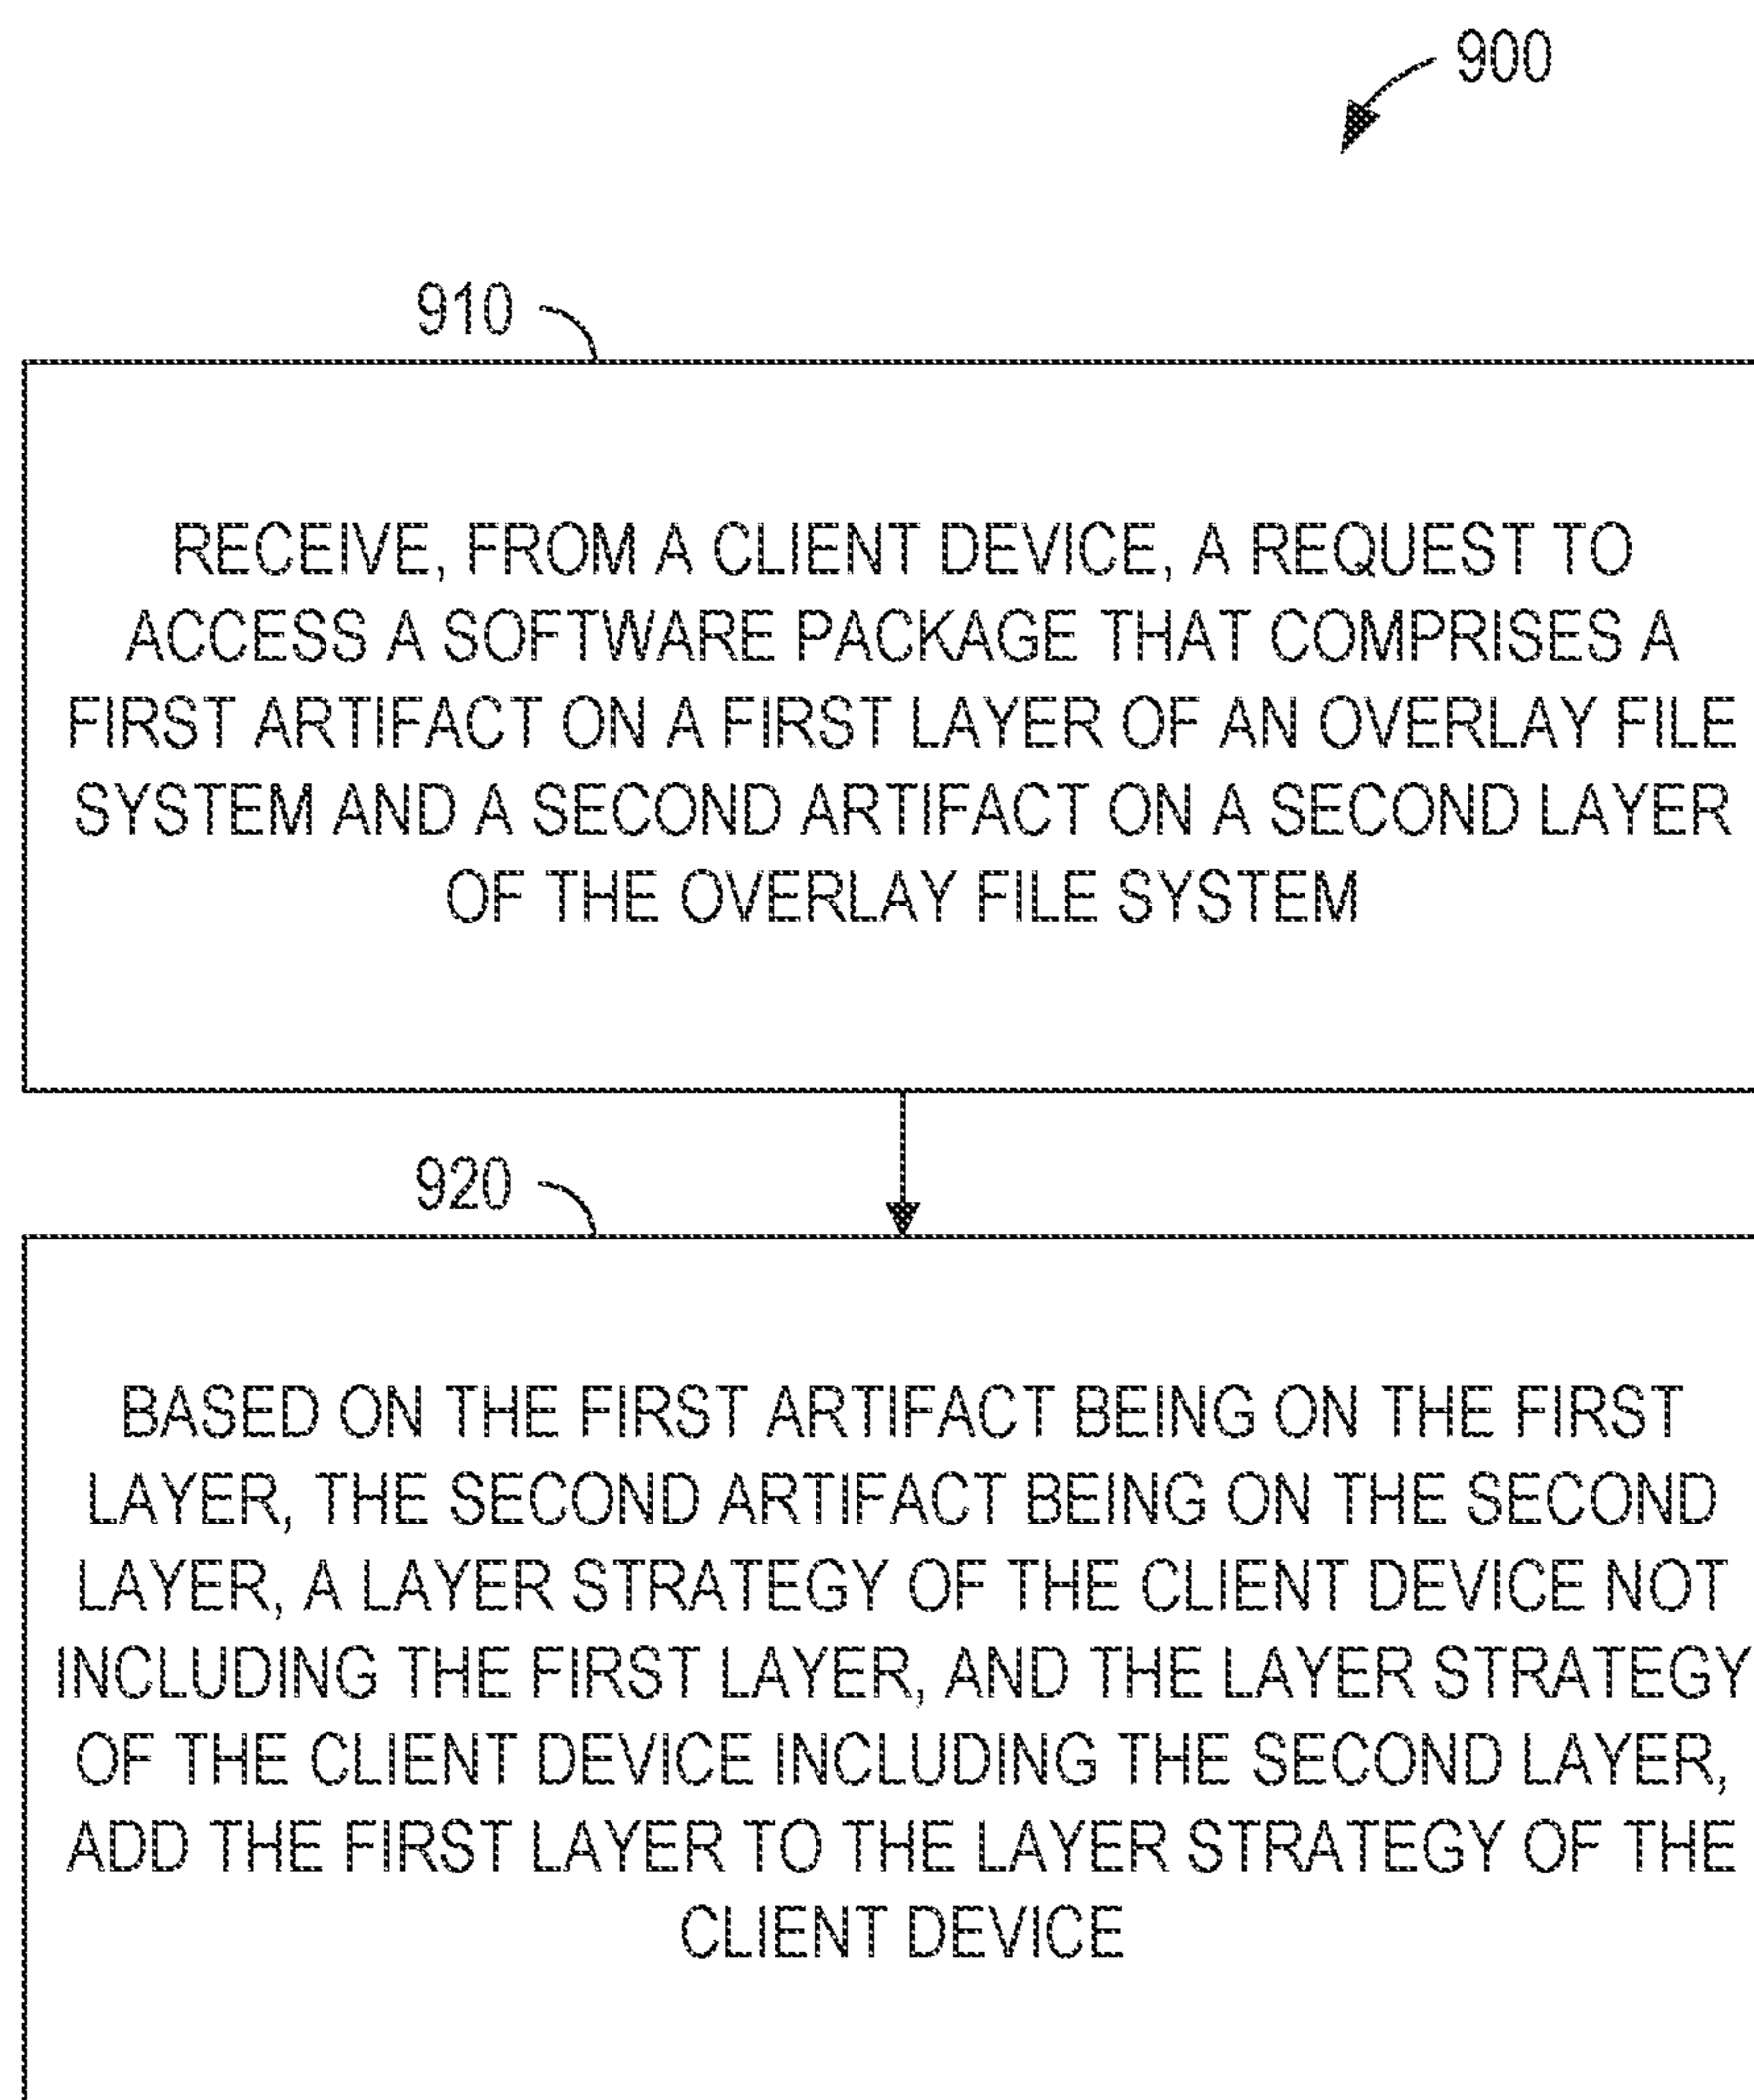 900
910
RECEIVE, FROM A CLIENT DEVICE, A REQUEST TO
ACCESS A SOFTWARE PACKAGE THAT COMPRISES A
FIRST ARTIFACT ON A FIRST LAYER OF AN OVERLAY FILE
SYSTEM AND A SECOND ARTIFACT ON A SECOND LAYER
OF THE OVERLAY FILE SYSTEM
920
BASED ON THE FIRST ARTIFACT BEING ON THE FIRST
LAYER, THE SECOND ARTIFACT BEING ON THE SECOND
LAYER, A LAYER STRATEGY OF THE CLIENT DEVICE NOT
INCLUDING THE FIRST LAYER, AND THE LAYER STRATEGY
OF THE CLIENT DEVICE INCLUDING THE SECOND LAYER,
ADD THE FIRST LAYER TO THE LAYER STRATEGY OF THE
CLIENT DEVICE